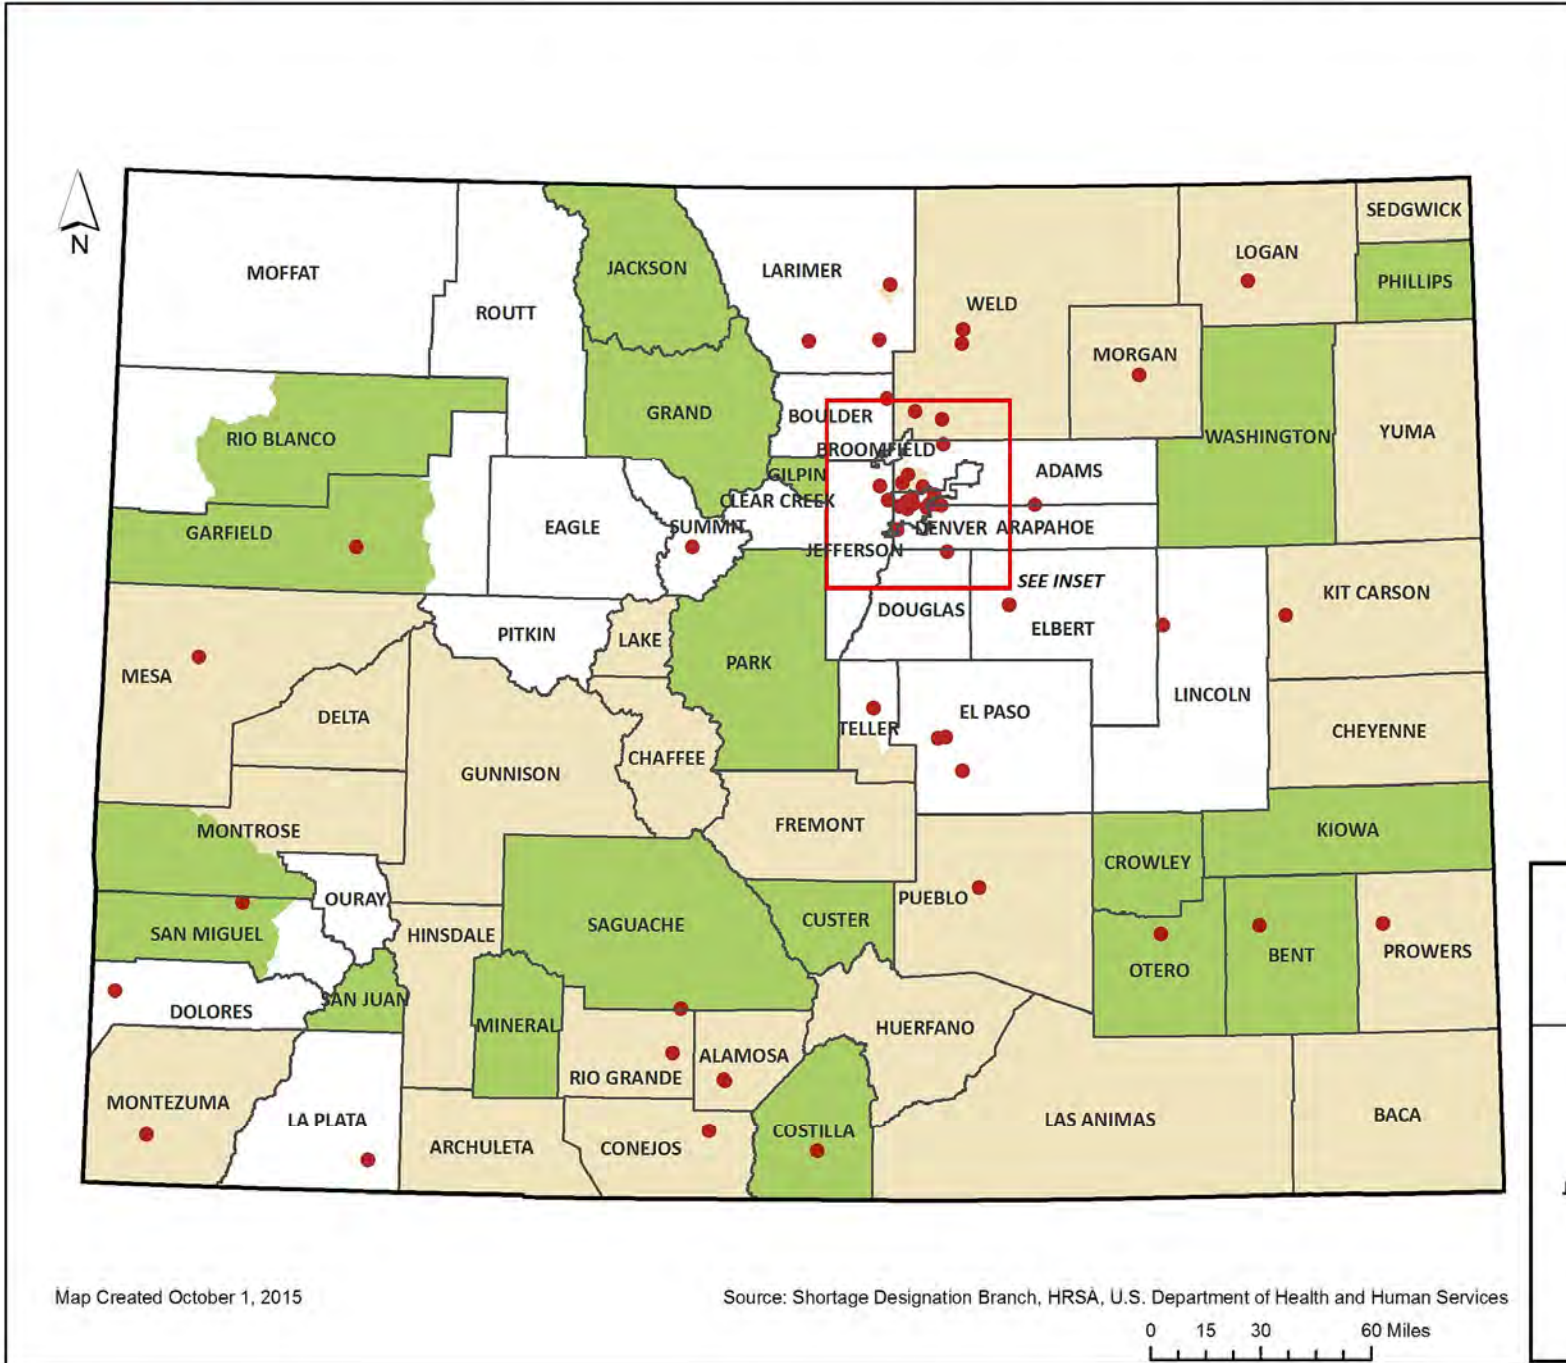 SEDGWICK
LOGAN
N
MOFFAT
JACKSON
LARIMER
PHILLIPS
ROUTT
WELD
MORGAN
GRAND
BOULDER
RIO BLANCO
WASHINGTON
YUMA
BROOMFIELD
GILPIN
ADAMS
CLEAR CREEK
GARFIELD
EAGLE
SUMMIT
DENVER
ARAPAHOE
JEFFERSON
SEE INSET
KIT CARSON
DOUGLAS
PITKIN
LAKE
ELBERT
MESA
PARK
LINCOLN
DELTA
TELLER
EL PASO
CHEYENNE
GUNNISON
CHAFFEE
MONTROSE
FREMONT
KIOWA
CROWLEY
OURAY
PUEBLO
SAN MIGUEL
HINSDALE
SAGUACHE
CUSTER
OTERO
BENT
PROWERS
DOLORES
SAN JUAN
MINERAL
HUERFANO
RIO GRANDE
ALAMOSA
MONTEZUMA
LA PLATA
ARCHULETA
CONEJOS
COSTILLA
LAS ANIMAS
BACA
Map Created October 1, 2015
Source: Shortage Designation Branch, HRSA, U.S. Department of Health and Human Services
0 15 30 60 Miles